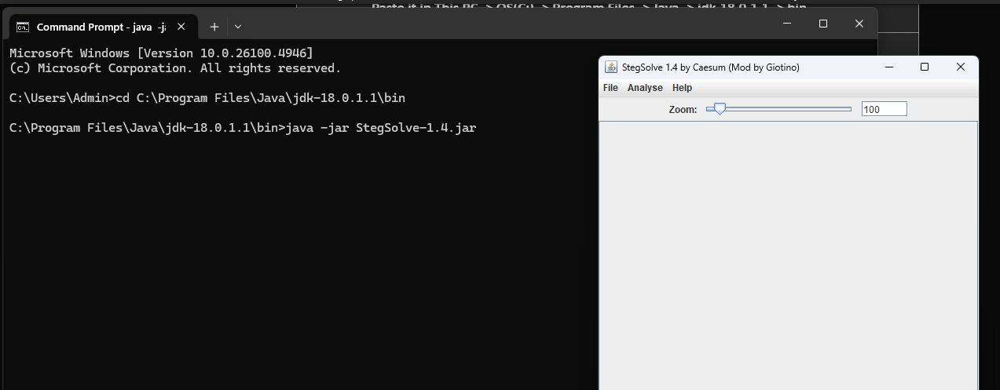 Paste it in This PC -> OS(C:) -> Program Files -> Java -> jdk-18.0.1.1 -> bin
Command Prompt - java -ja
Microsoft Windows [Version 10.0.26100.4946]
(c) Microsoft Corporation. All rights reserved.
C:\Users\Admin>cd C:\Program Files\Java\jdk-18.0.1.1\bin
C:\Program Files\Java\jdk-18.0.1.1\bin>java -jar StegSolve-1.4.jar
StegSolve 1.4 by Caesum (Mod by Giotino)
File Analyse Help
Zoom: 100